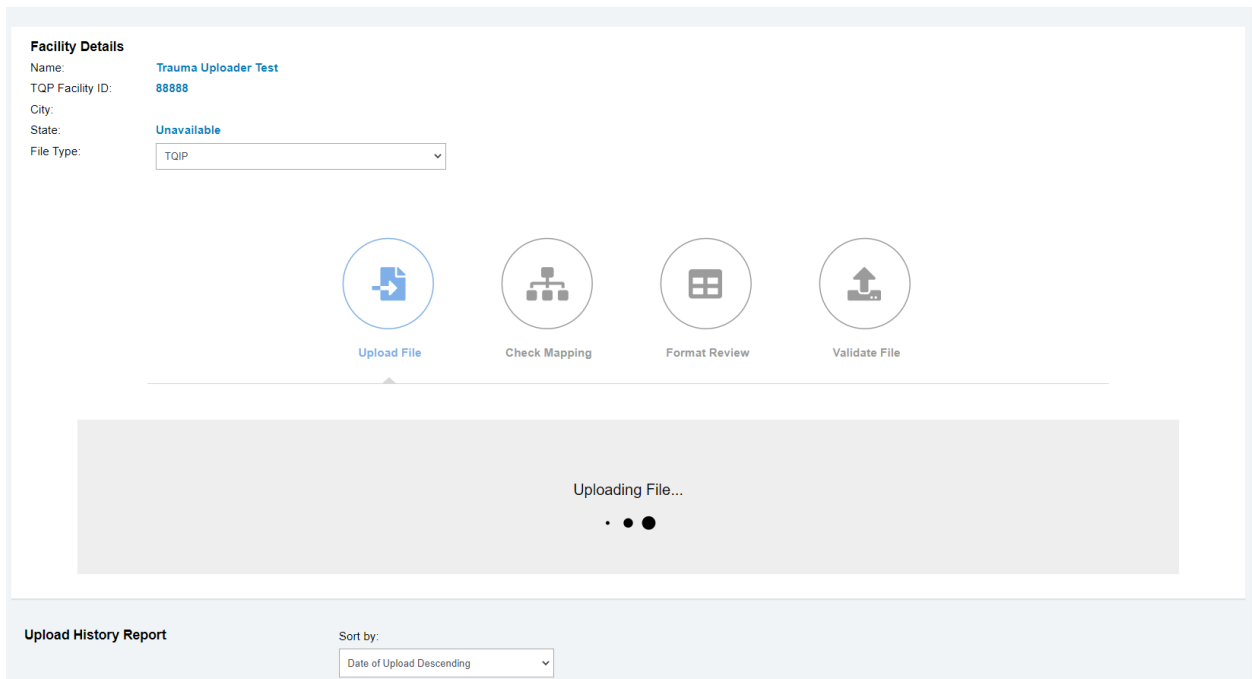 Facility Details
Name: Trauma Uploader Test
TQP Facility ID: 88888
City:
State: Unavailable
File Type: TQIP
Upload File Check Mapping Format Review Validate File
Uploading File...
Upload History Report Sort by:
Date of Upload Descending